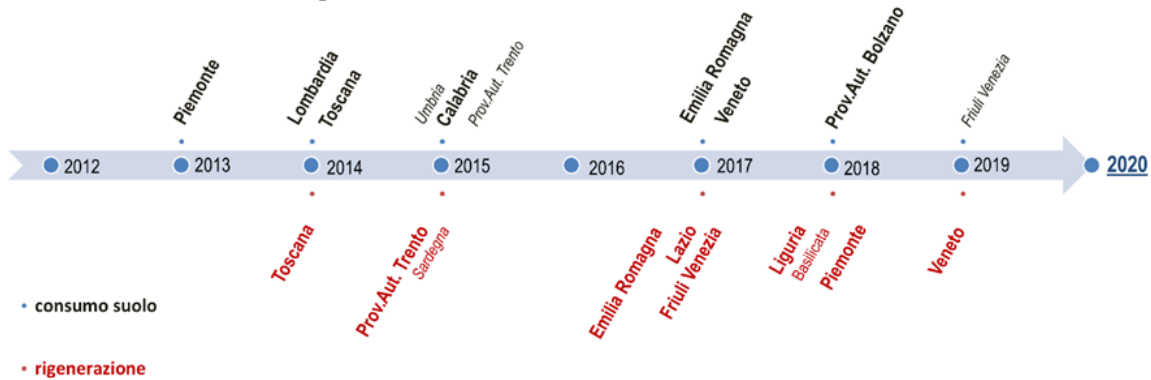 Piemonte
Lombardia
Toscana
Umbria
Calabria
Prov.Aut. Trento
Emilia Romagna
Veneto
Prov.Aut. Bolzano
Friuli Venezia
2012
2013
2014
2015
2016
2017
2018
2019
2020
Toscana
Prov.Aut. Trento
Sardegna
Emilia Romagna
Lazio
Friuli Venezia
Liguria
Basilicata
Piemonte
Veneto
• consumo suolo
• rigenerazione